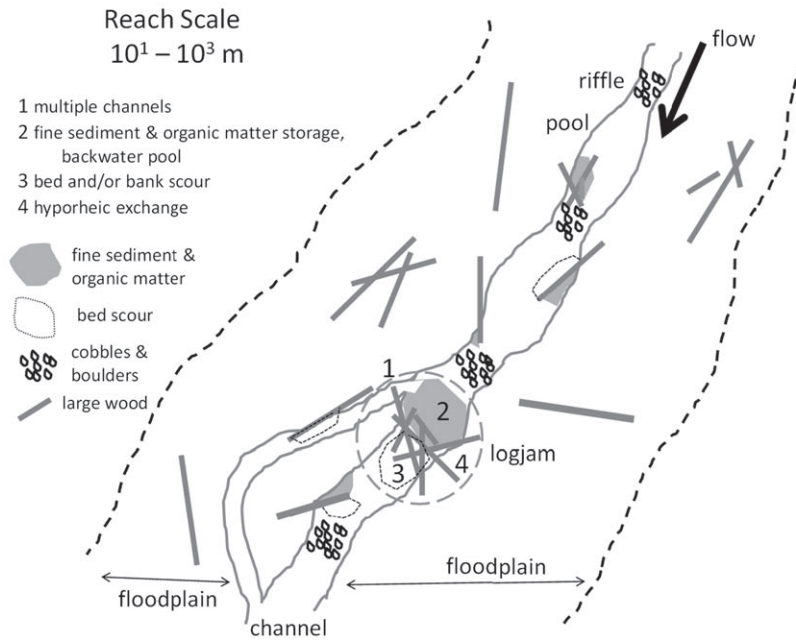 Reach Scale
10¹ – 10³ m
flow
riffle
pool
1 multiple channels
2 fine sediment & organic matter storage,
backwater pool
3 bed and/or bank scour
4 hyporheic exchange
fine sediment &
organic matter
bed scour
cobbles &
boulders
large wood
1
2
3
4
logjam
floodplain
floodplain
channel